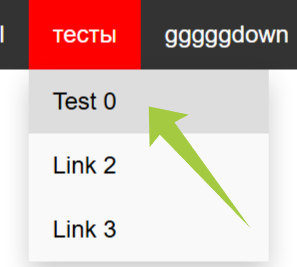 l тесты gggggdown
Test 0
Link 2
Link 3